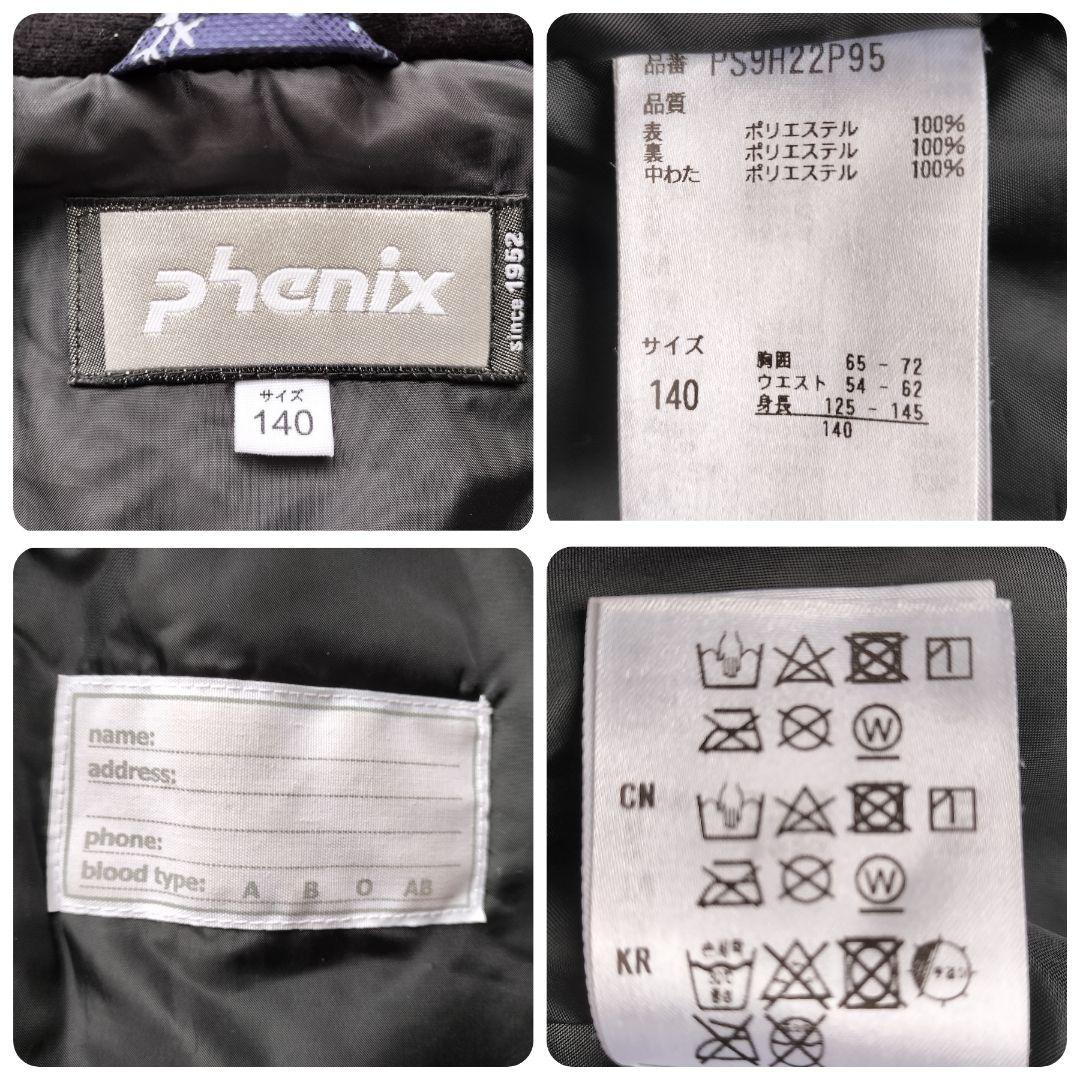 phenix
since 1952
サイズ
140
品番 PS9H22P95
品質
表 ポリエステル 100%
裏 ポリエステル 100%
中わた ポリエステル 100%
サイズ
140
胸囲 65 - 72
ウエスト 54 - 62
身長 125 - 145
140
name:
address:
phone:
blood type: A B O AB
W
CN
W
KR